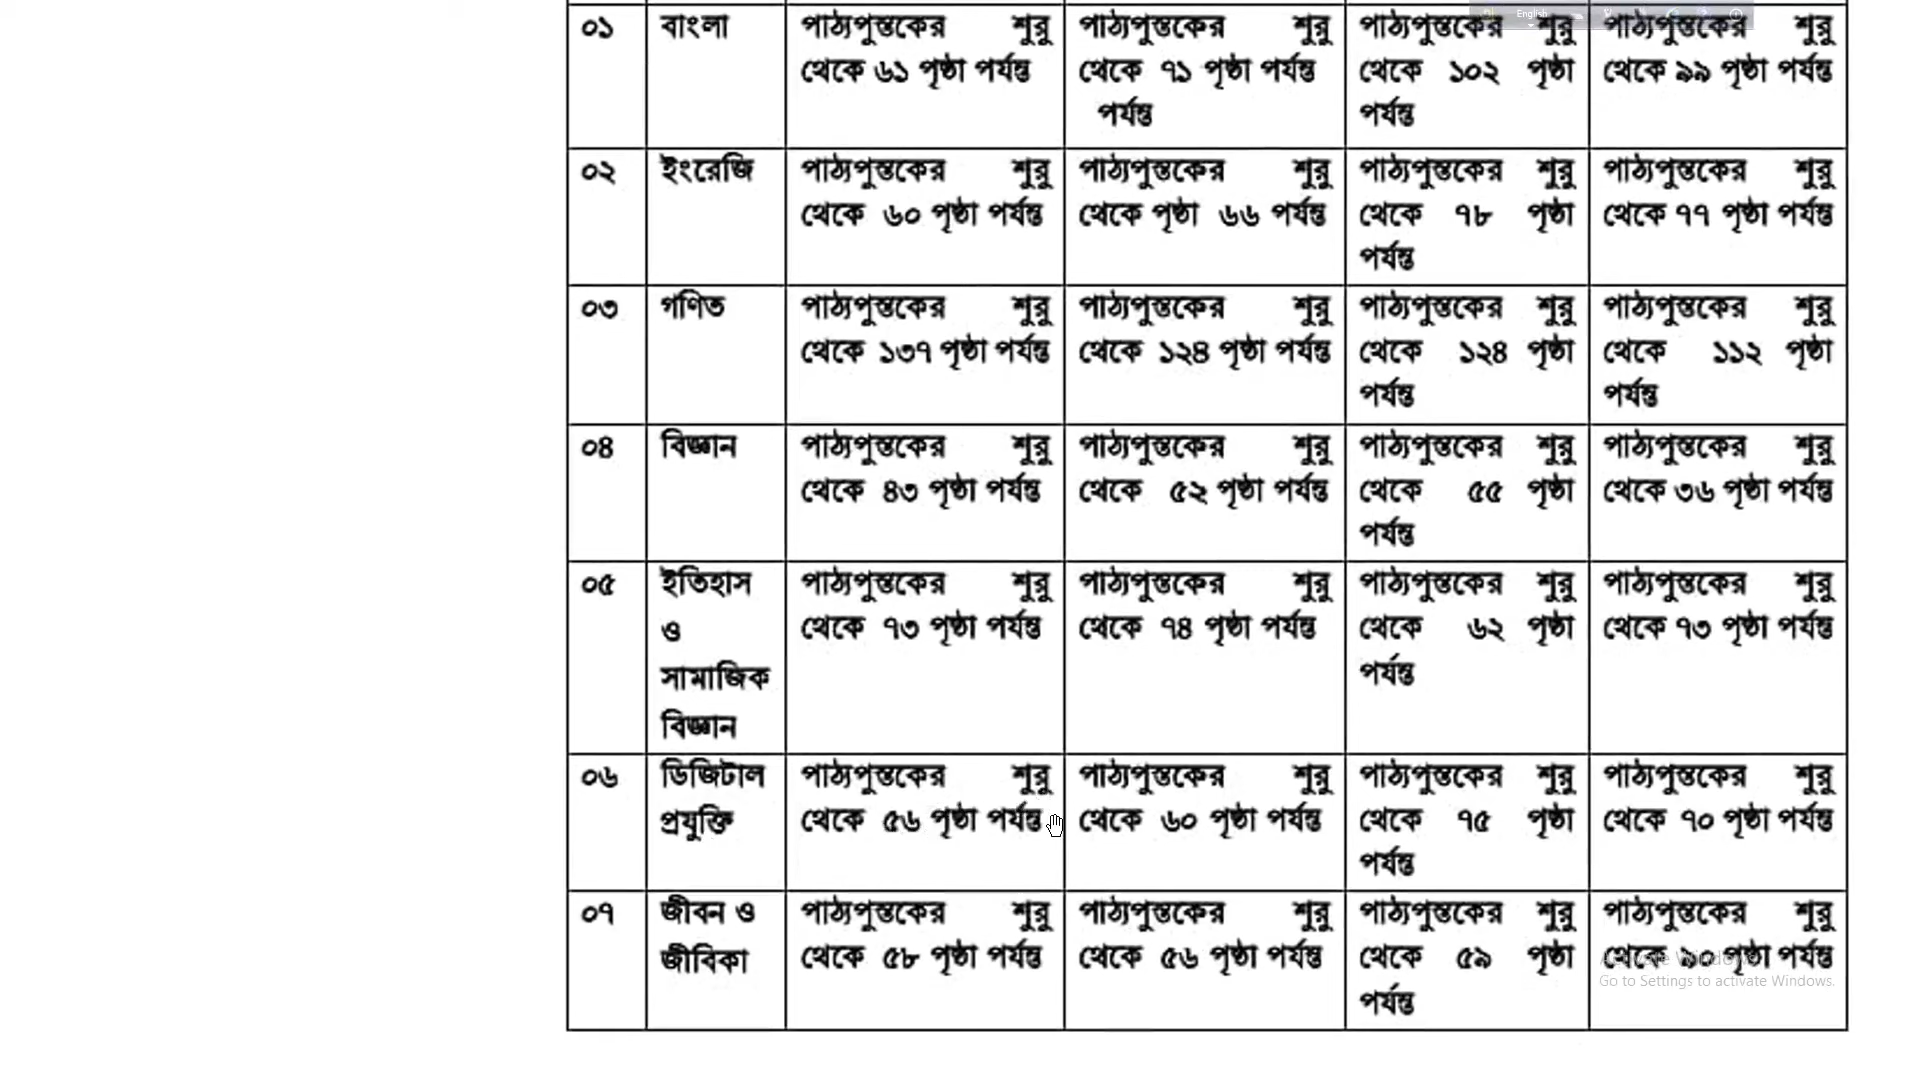 English
০১ বাংলা পাঠ্যপুস্তকের শুরু পাঠ্যপুস্তকের শুরু পাঠ্যপুস্তকের শুরু পাঠ্যপুস্তকের শুরু
থেকে ৬১ পৃষ্ঠা পর্যন্ত থেকে ৭১ পৃষ্ঠা পর্যন্ত থেকে ১০২ পৃষ্ঠা থেকে ৯৯ পৃষ্ঠা পর্যন্ত
পর্যন্ত পর্যন্ত
০২ ইংরেজি পাঠ্যপুস্তকের শুরু পাঠ্যপুস্তকের শুরু পাঠ্যপুস্তকের শুরু পাঠ্যপুস্তকের শুরু
থেকে ৬০ পৃষ্ঠা পর্যন্ত থেকে পৃষ্ঠা ৬৬ পর্যন্ত থেকে ৭৮ পৃষ্ঠা থেকে ৭৭ পৃষ্ঠা পর্যন্ত
পর্যন্ত
০৩ গণিত পাঠ্যপুস্তকের শুরু পাঠ্যপুস্তকের শুরু পাঠ্যপুস্তকের শুরু পাঠ্যপুস্তকের শুরু
থেকে ১৩৭ পৃষ্ঠা পর্যন্ত থেকে ১২৪ পৃষ্ঠা পর্যন্ত থেকে ১২৪ পৃষ্ঠা থেকে ১১২ পৃষ্ঠা
পর্যন্ত পর্যন্ত
০৪ বিজ্ঞান পাঠ্যপুস্তকের শুরু পাঠ্যপুস্তকের শুরু পাঠ্যপুস্তকের শুরু পাঠ্যপুস্তকের শুরু
থেকে ৪৩ পৃষ্ঠা পর্যন্ত থেকে ৫২ পৃষ্ঠা পর্যন্ত থেকে ৫৫ পৃষ্ঠা থেকে ৩৬ পৃষ্ঠা পর্যন্ত
পর্যন্ত
০৫ ইতিহাস পাঠ্যপুস্তকের শুরু পাঠ্যপুস্তকের শুরু পাঠ্যপুস্তকের শুরু পাঠ্যপুস্তকের শুরু
ও থেকে ৭৩ পৃষ্ঠা পর্যন্ত থেকে ৭৪ পৃষ্ঠা পর্যন্ত থেকে ৬২ পৃষ্ঠা থেকে ৭৩ পৃষ্ঠা পর্যন্ত
সামাজিক পর্যন্ত
বিজ্ঞান
০৬ ডিজিটাল পাঠ্যপুস্তকের শুরু পাঠ্যপুস্তকের শুরু পাঠ্যপুস্তকের শুরু পাঠ্যপুস্তকের শুরু
প্রযুক্তি থেকে ৫৬ পৃষ্ঠা পর্যন্ত থেকে ৬০ পৃষ্ঠা পর্যন্ত থেকে ৭৫ পৃষ্ঠা থেকে ৭০ পৃষ্ঠা পর্যন্ত
পর্যন্ত
০৭ জীবন ও পাঠ্যপুস্তকের শুরু পাঠ্যপুস্তকের শুরু পাঠ্যপুস্তকের শুরু পাঠ্যপুস্তকের শুরু
জীবিকা থেকে ৫৮ পৃষ্ঠা পর্যন্ত থেকে ৫৬ পৃষ্ঠা পর্যন্ত থেকে ৫৯ পৃষ্ঠা থেকে ৯০ পৃষ্ঠা পর্যন্ত
পর্যন্ত
Activate Windows
Go to Settings to activate Windows.